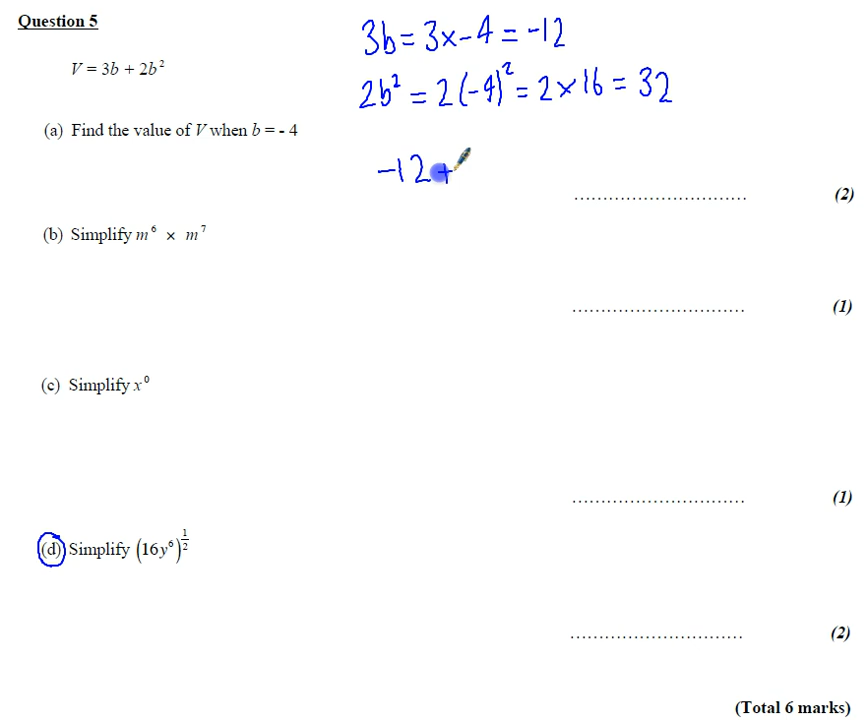 Question 5
3b = 3x-4 = -12
V = 3b + 2b²
2b² = 2(-4)² = 2 × 16 = 32
(a) Find the value of V when b = - 4
-12 +
.............................. (2)
(b) Simplify m⁶ × m⁷
.............................. (1)
(c) Simplify x⁰
.............................. (1)
(d) Simplify (16y⁶)^½
.............................. (2)
(Total 6 marks)